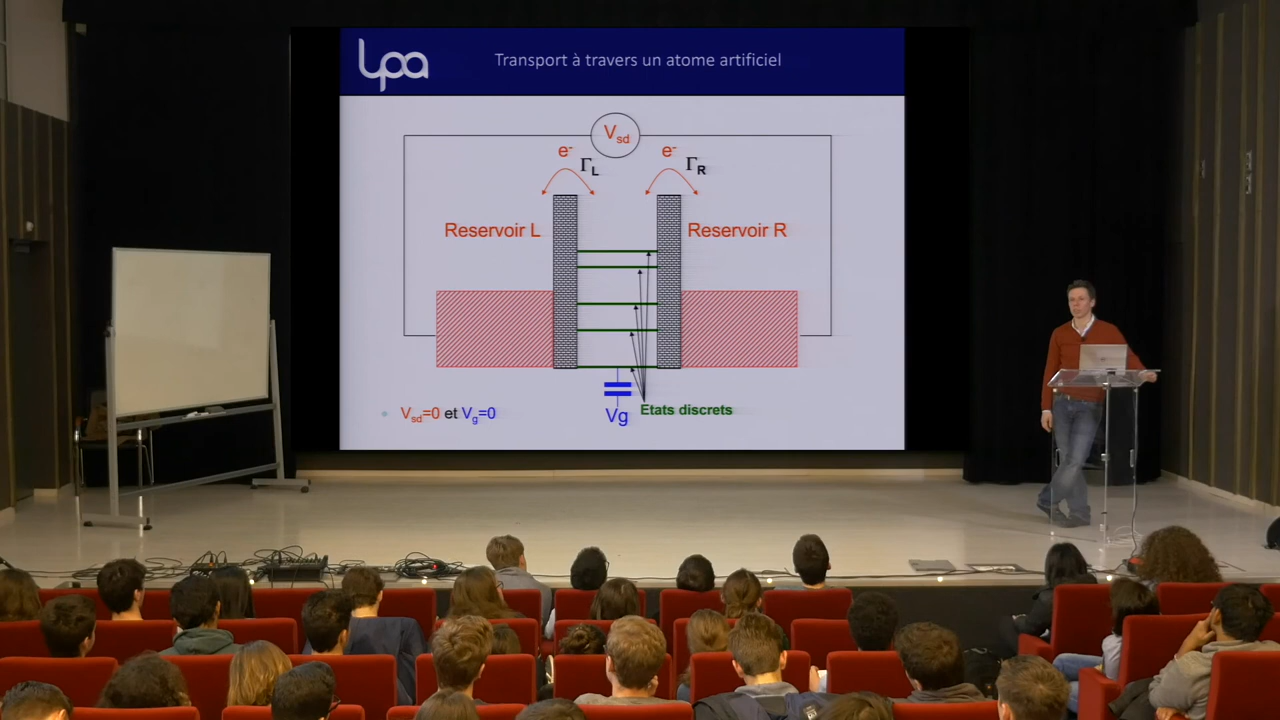 lpa
Transport à travers un atome artificiel
V_sd
e⁻ Γ_L e⁻ Γ_R
Reservoir L Reservoir R
V_sd=0 et V_g=0
Vg
Etats discrets